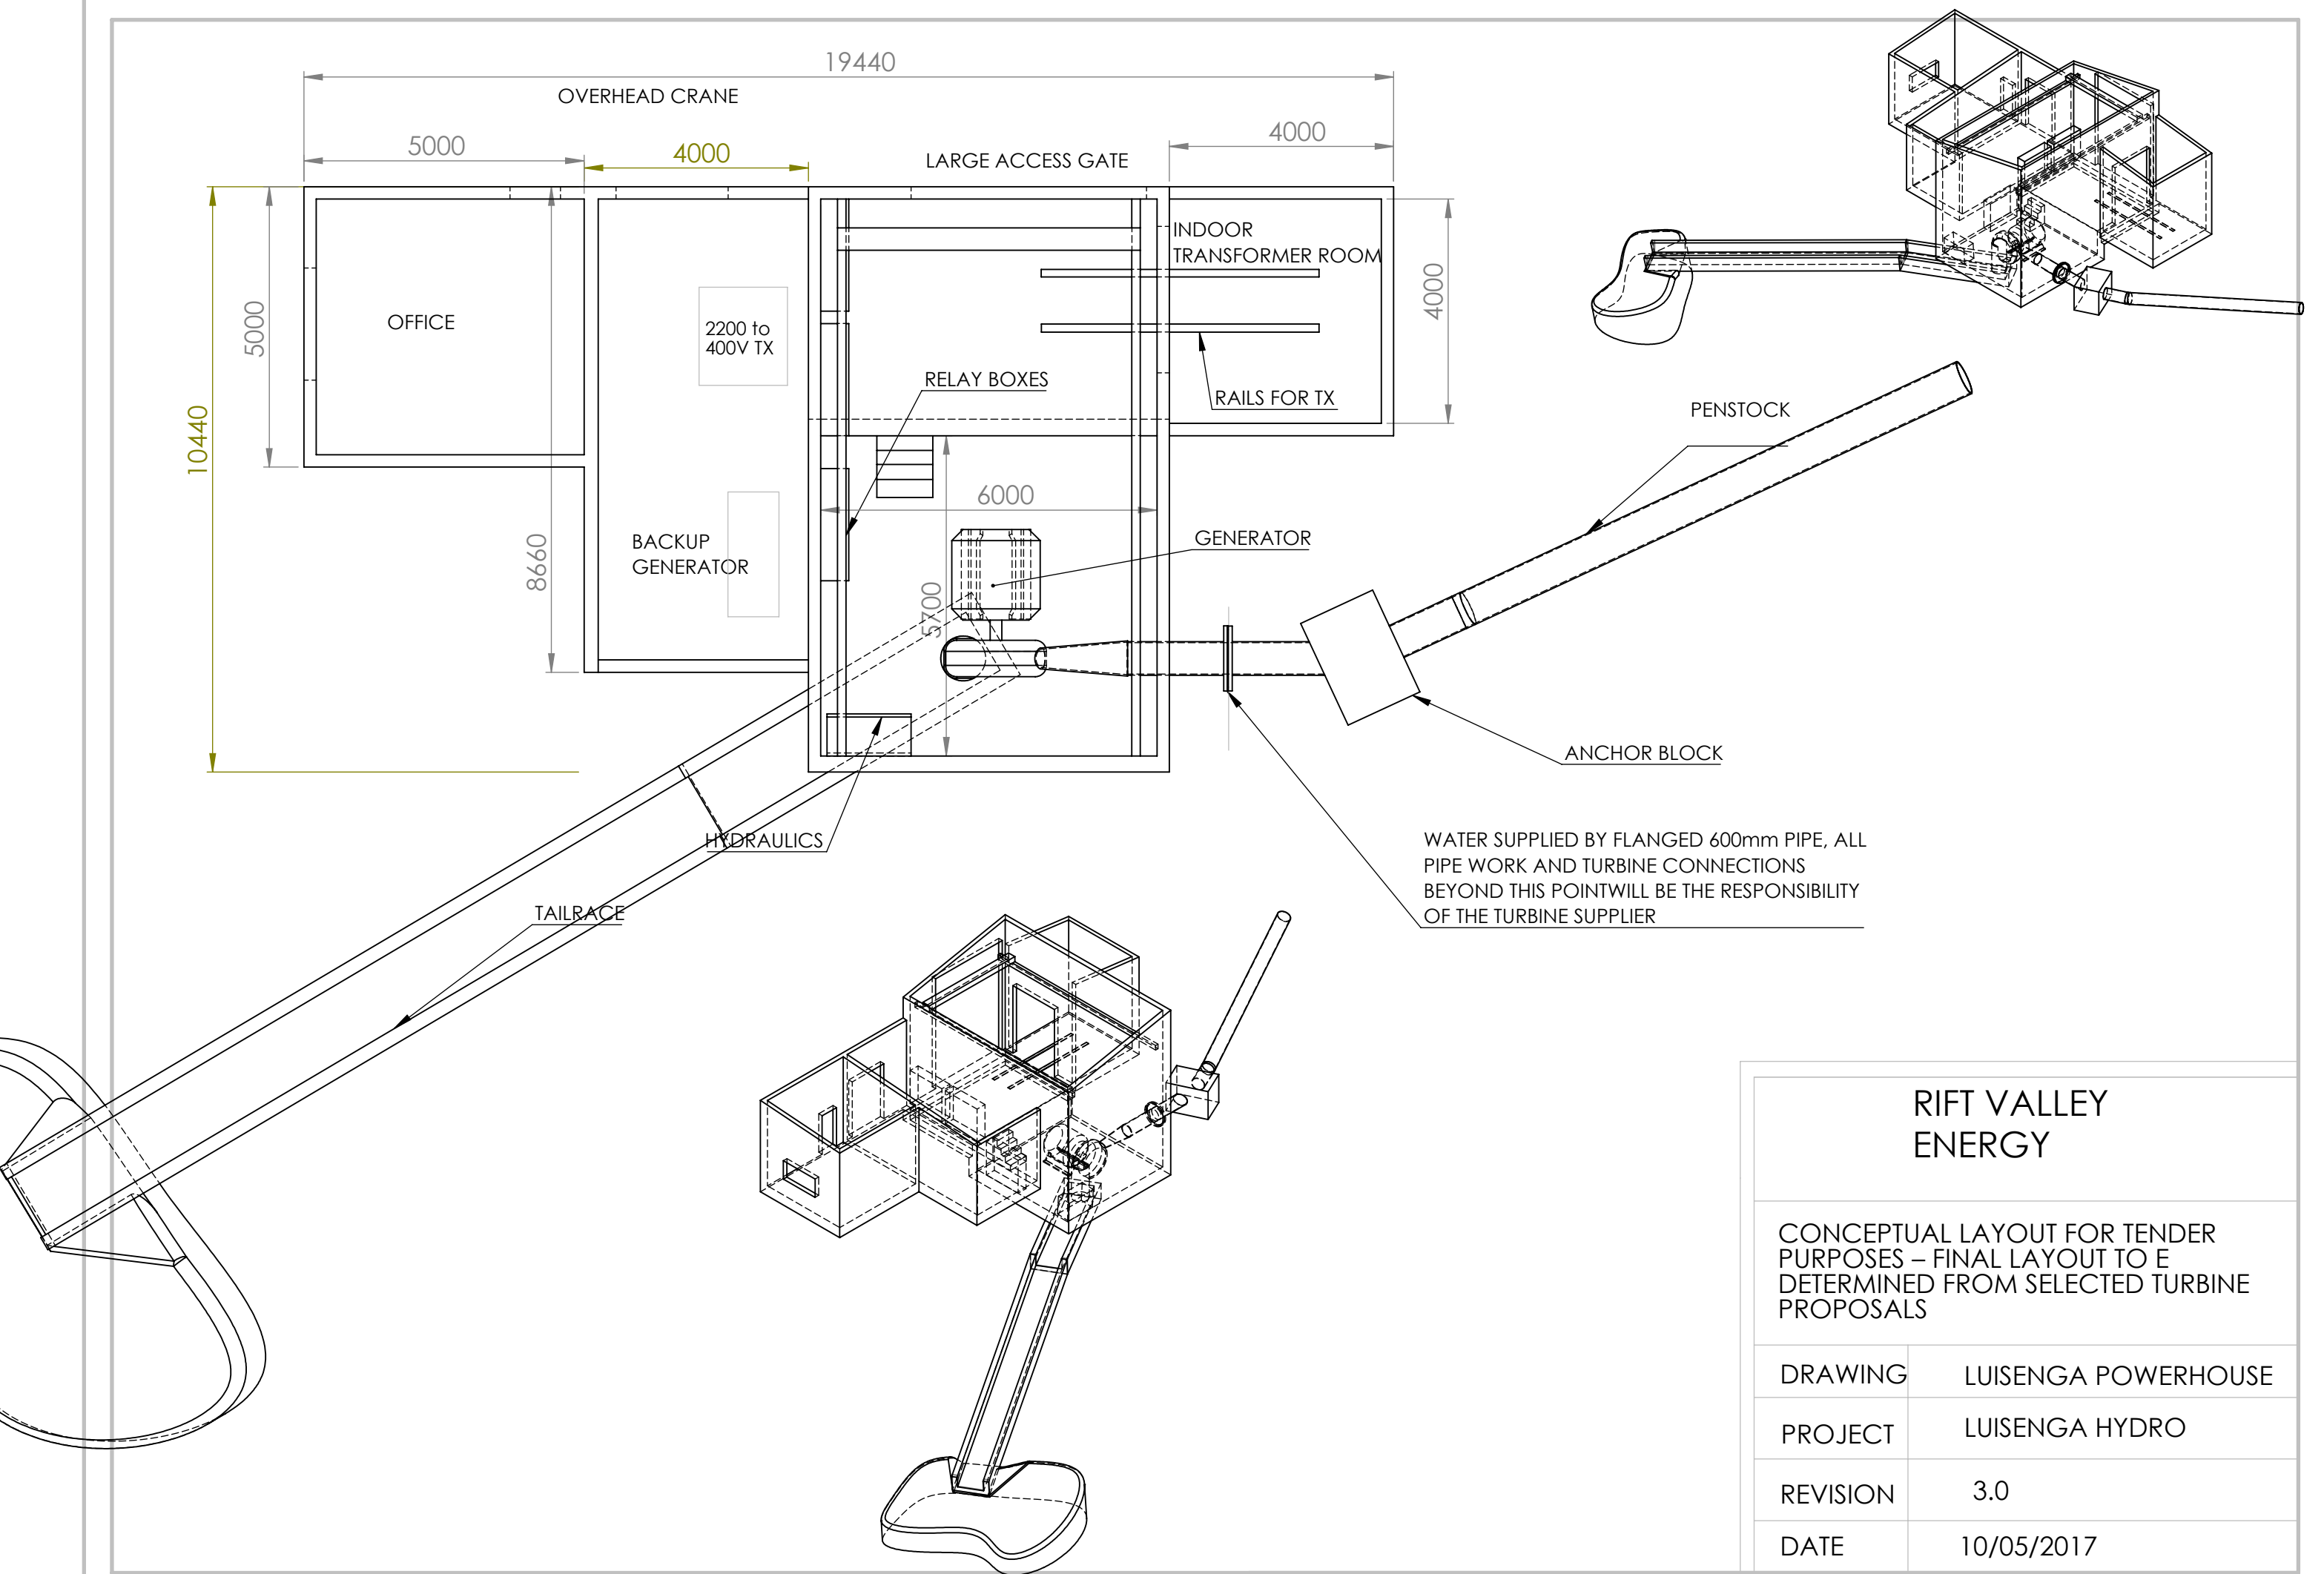 19440
OVERHEAD CRANE
5000
4000
4000
LARGE ACCESS GATE
INDOOR
TRANSFORMER ROOM
OFFICE
2200 to
400V TX
5000
4000
RELAY BOXES
RAILS FOR TX
PENSTOCK
10440
6000
8660
BACKUP
GENERATOR
GENERATOR
5700
ANCHOR BLOCK
HYDRAULICS
WATER SUPPLIED BY FLANGED 600mm PIPE, ALL
PIPE WORK AND TURBINE CONNECTIONS
BEYOND THIS POINTWILL BE THE RESPONSIBILITY
OF THE TURBINE SUPPLIER
TAILRACE
RIFT VALLEY
ENERGY
CONCEPTUAL LAYOUT FOR TENDER
PURPOSES – FINAL LAYOUT TO E
DETERMINED FROM SELECTED TURBINE
PROPOSALS
DRAWING LUISENGA POWERHOUSE
PROJECT LUISENGA HYDRO
REVISION 3.0
DATE 10/05/2017